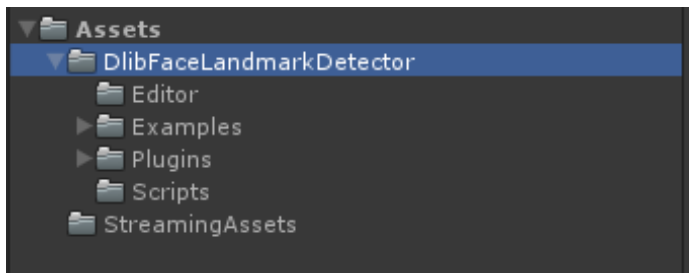 Assets
DlibFaceLandmarkDetector
Editor
Examples
Plugins
Scripts
StreamingAssets